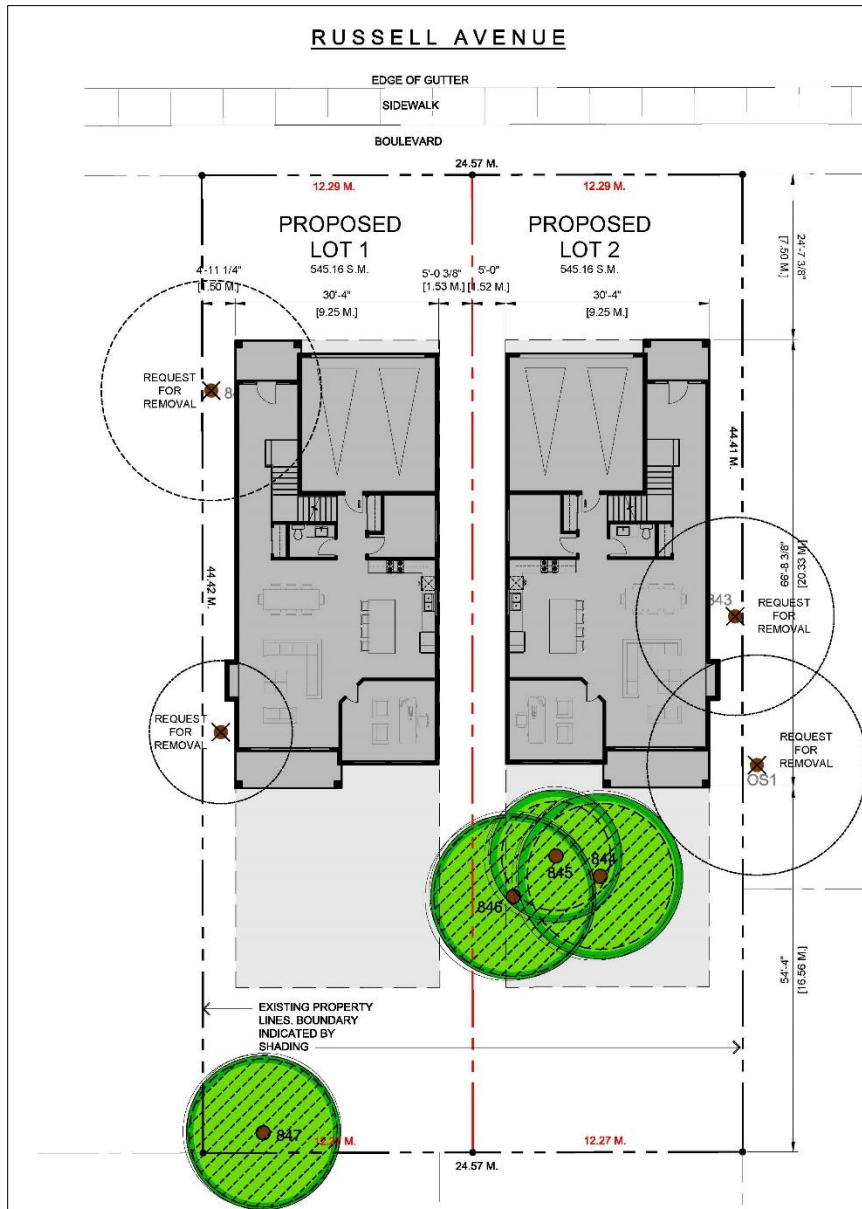 RUSSELL AVENUE
EDGE OF GUTTER
SIDEWALK
BOULEVARD
24.57 M.
12.29 M.
12.29 M.
PROPOSED
LOT 1
545.16 S.M.
PROPOSED
LOT 2
545.16 S.M.
24'-7 3/8"
[7.50 M.]
4'-11 1/4"
[1.50 M.]
5'-0 3/8"
[1.53 M.]
5'-0"
[1.52 M.]
30'-4"
[9.25 M.]
30'-4"
[9.25 M.]
REQUEST
FOR
REMOVAL
44.41 M.
44.42 M.
66'-8 3/8"
[20.33 M.]
843
REQUEST
FOR
REMOVAL
REQUEST
FOR
REMOVAL
REQUEST
FOR
REMOVAL
OS1
845
844
846
54'-4"
[16.56 M.]
EXISTING PROPERTY
LINES. BOUNDARY
INDICATED BY
SHADING
847
12.27 M.
24.57 M.